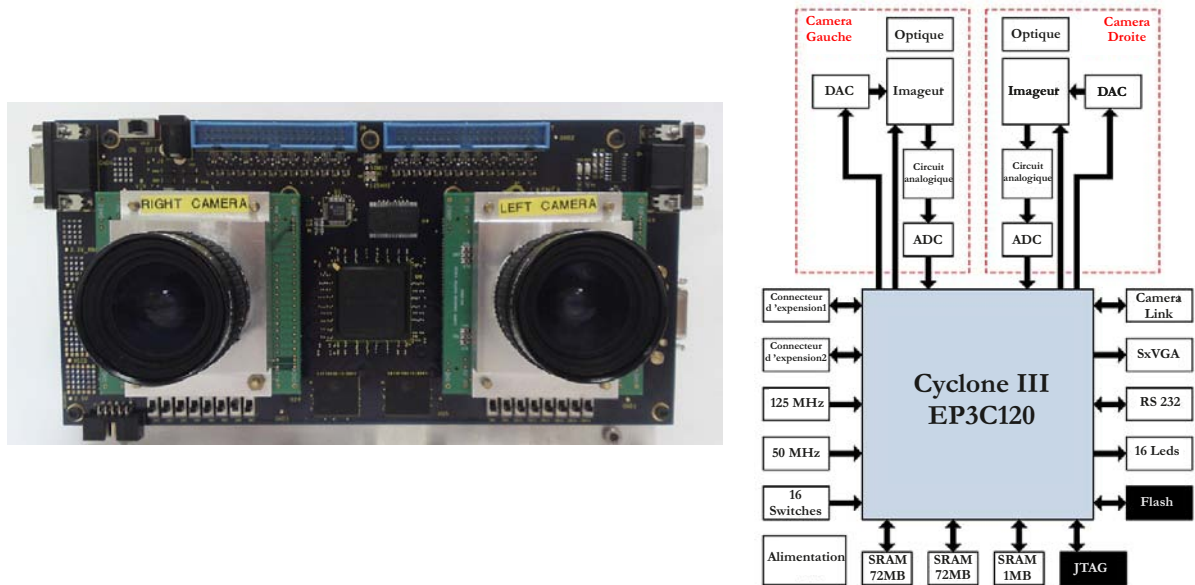 ON
RIGHT CAMERA
LEFT CAMERA
Camera
Gauche
Optique
DAC
Imageur
Circuit
analogique
ADC
Optique
Camera
Droite
Imageur
DAC
Circuit
analogique
ADC
Connecteur
d 'expension1
Connecteur
d 'expension2
125 MHz
50 MHz
16
Switches
Alimentation
Cyclone III
EP3C120
Camera
Link
SxVGA
RS 232
16 Leds
Flash
SRAM
72MB
SRAM
72MB
SRAM
1MB
JTAG